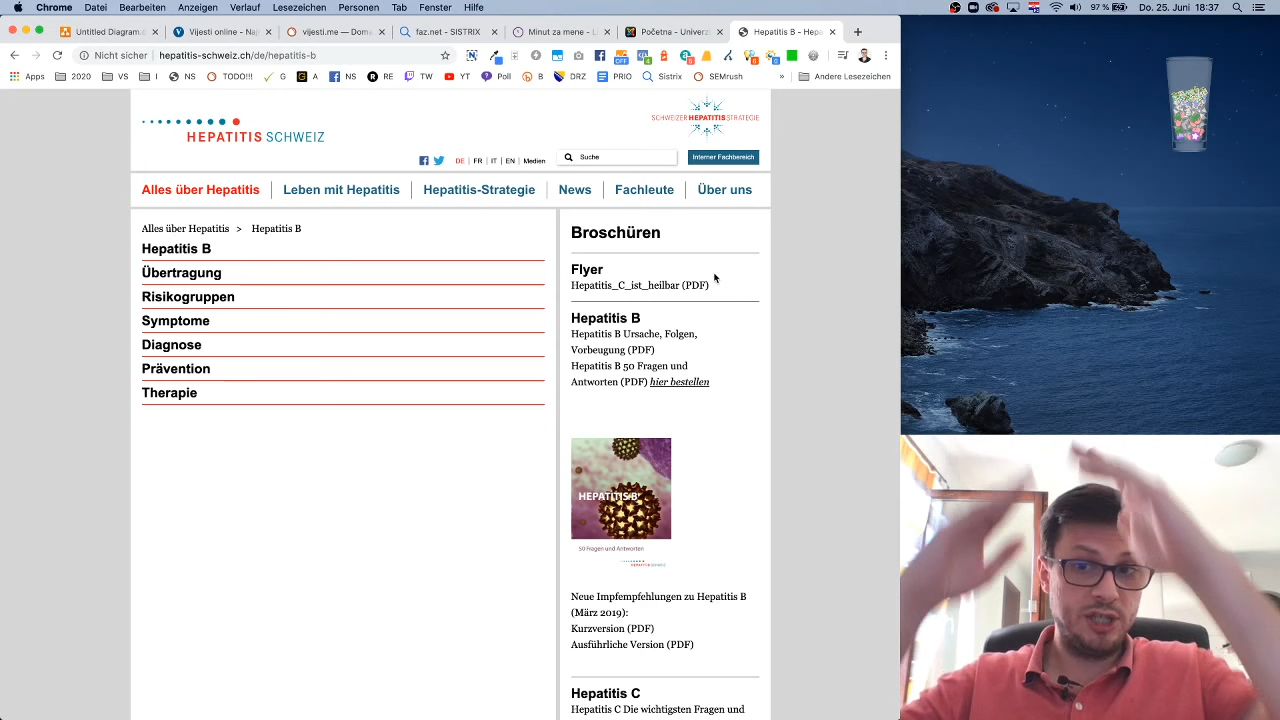 Chrome Datei Bearbeiten Anzeigen Verlauf Lesezeichen Personen Tab Fenster Hilfe
97% Do. 25. Juni 11:37
Untitled Diagram.d
Vijesti online - Naj
vijesti.me — Dome
faz.net - SISTRIX
Minut za mene - L
Početna - Univerzi
Hepatitis B - Hepa
Nicht sicher | hepatitis-schweiz.ch/de/hepatitis-b
Apps 2020 VS I NS TODO!!! G A NS RE TW YT Poll B DRZ PRIO Sistrix SEMrush » Andere Lesezeichen
HEPATITIS SCHWEIZ
SCHWEIZER HEPATITIS STRATEGIE
DE | FR | IT | EN | Medien
Suche
Interner Fachbereich
Alles über Hepatitis
Leben mit Hepatitis
Hepatitis-Strategie
News
Fachleute
Über uns
Alles über Hepatitis > Hepatitis B
Hepatitis B
Übertragung
Risikogruppen
Symptome
Diagnose
Prävention
Therapie
Broschüren
Flyer
Hepatitis_C_ist_heilbar (PDF)
Hepatitis B
Hepatitis B Ursache, Folgen,
Vorbeugung (PDF)
Hepatitis B 50 Fragen und
Antworten (PDF) hier bestellen
HEPATITIS B
50 Fragen und Antworten
HEPATITIS SCHWEIZ
Neue Impfempfehlungen zu Hepatitis B
(März 2019):
Kurzversion (PDF)
Ausführliche Version (PDF)
Hepatitis C
Hepatitis C Die wichtigsten Fragen und